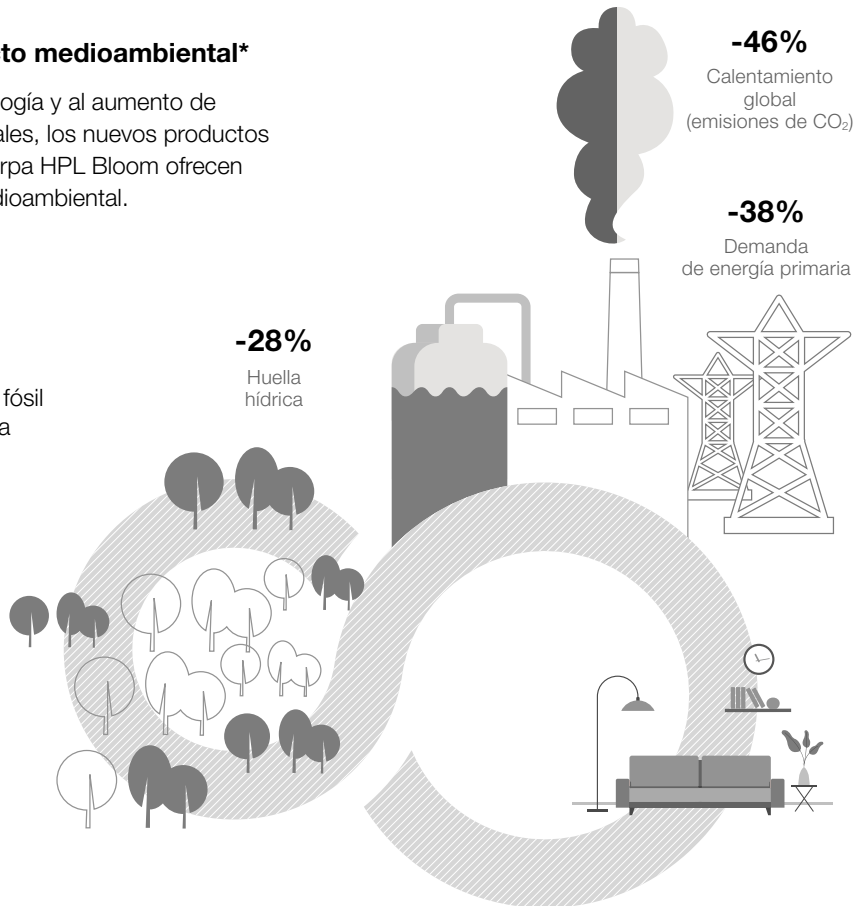 to medioambiental*
ogía y al aumento de
ales, los nuevos productos
rpa HPL Bloom ofrecen
dioambiental.
fósil
a
-28%
Huella
hídrica
-46%
Calentamiento
global
(emisiones de CO₂)
-38%
Demanda
de energía primaria